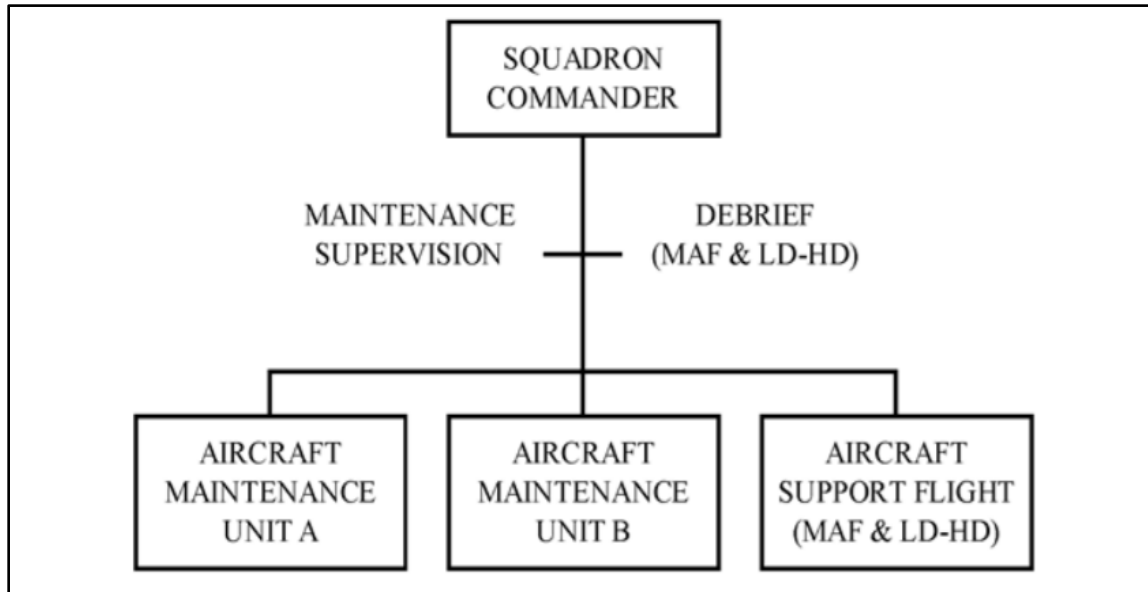 SQUADRON
COMMANDER
MAINTENANCE
SUPERVISION
DEBRIEF
(MAF & LD-HD)
AIRCRAFT
MAINTENANCE
UNIT A
AIRCRAFT
MAINTENANCE
UNIT B
AIRCRAFT
SUPPORT FLIGHT
(MAF & LD-HD)